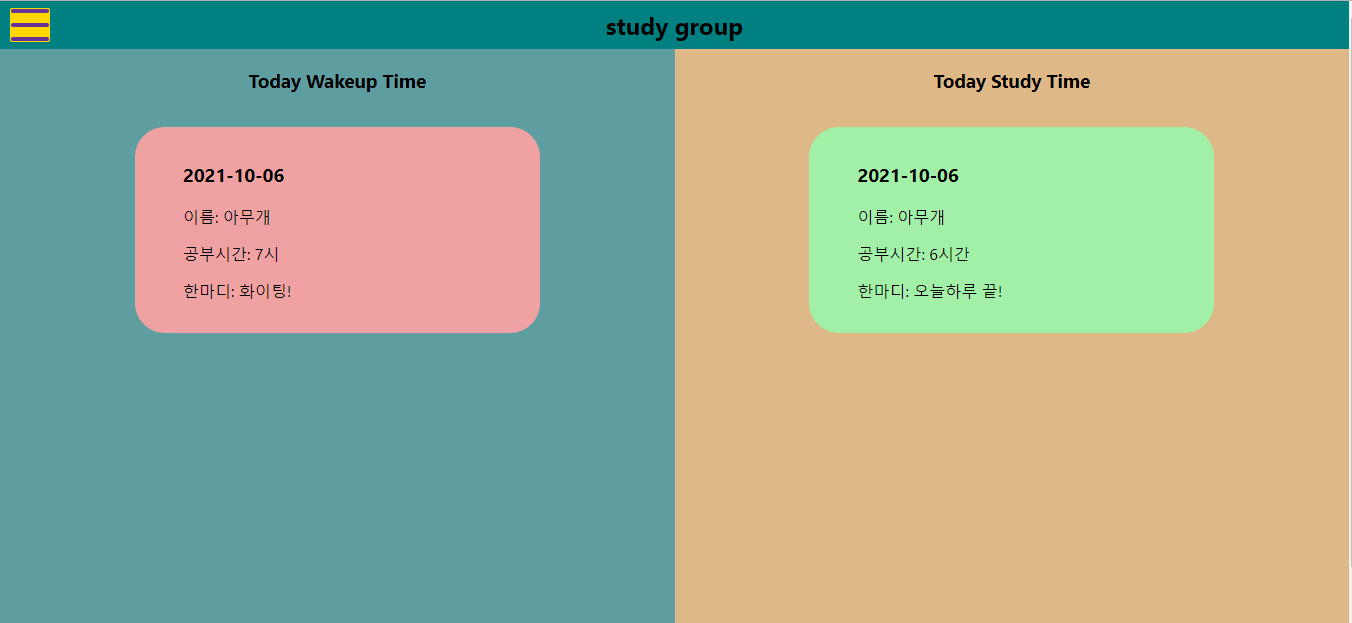 study group
Today Wakeup Time
2021-10-06
이름: 아무개
공부시간: 7시
한마디: 화이팅!
Today Study Time
2021-10-06
이름: 아무개
공부시간: 6시간
한마디: 오늘하루 끝!